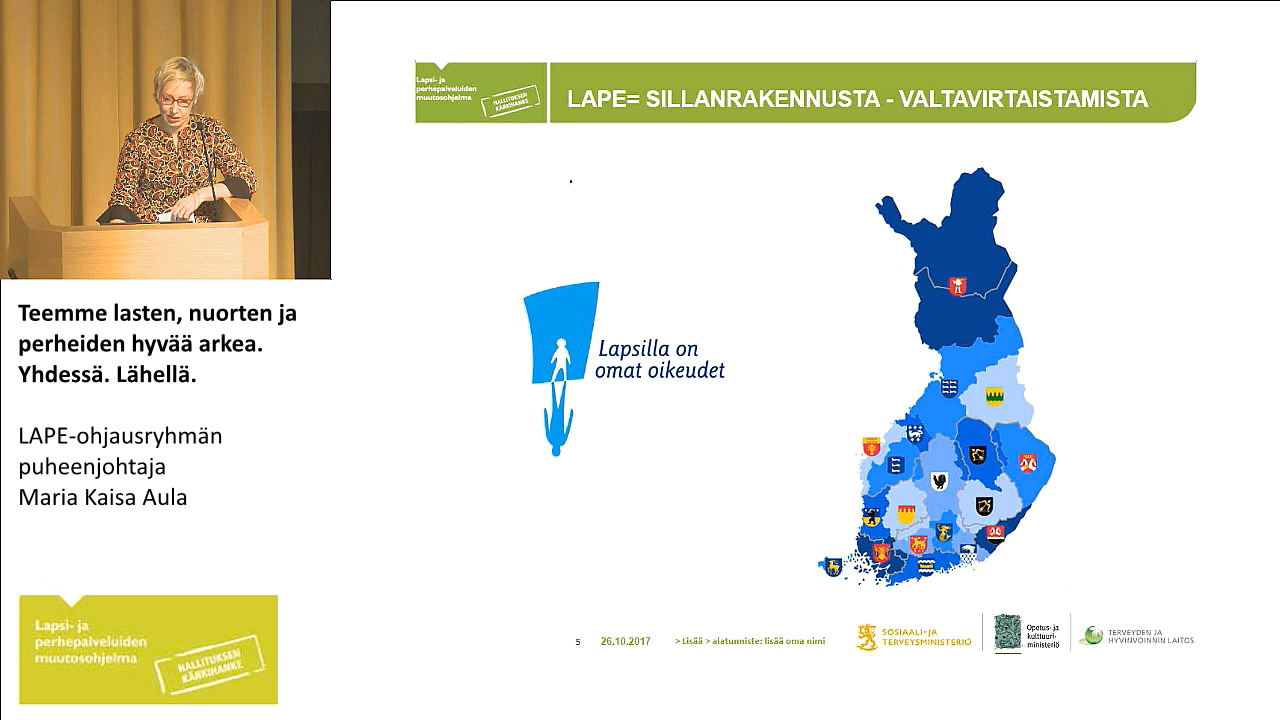 Teemme lasten, nuorten ja
perheiden hyvää arkea.
Yhdessä. Lähellä.
LAPE-ohjausryhmän
puheenjohtaja
Maria Kaisa Aula
Lapsi- ja
perhepalveluiden
muutosohjelma
HALLITUKSEN
KÄRKIHANKE
Lapsi- ja
perhepalveluiden
muutosohjelma
HALLITUKSEN
KÄRKIHANKE
LAPE= SILLANRAKENNUSTA - VALTAVIRTAISTAMISTA
Lapsilla on
omat oikeudet
5 26.10.2017 > Lisää > alatunniste: lisää oma nimi
SOSIAALI- JA
TERVEYSMINISTERIÖ
Opetus- ja
kulttuuri-
ministeriö
TERVEYDEN JA
HYVINVOINNIN LAITOS